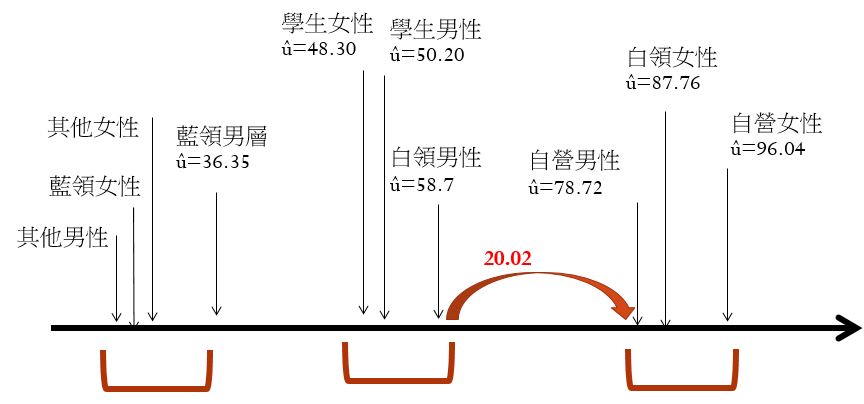 學生女性
û=48.30
學生男性
û=50.20
白領女性
û=87.76
其他女性
藍領男層
û=36.35
自營女性
û=96.04
白領男性
û=58.7
自營男性
û=78.72
藍領女性
其他男性
20.02